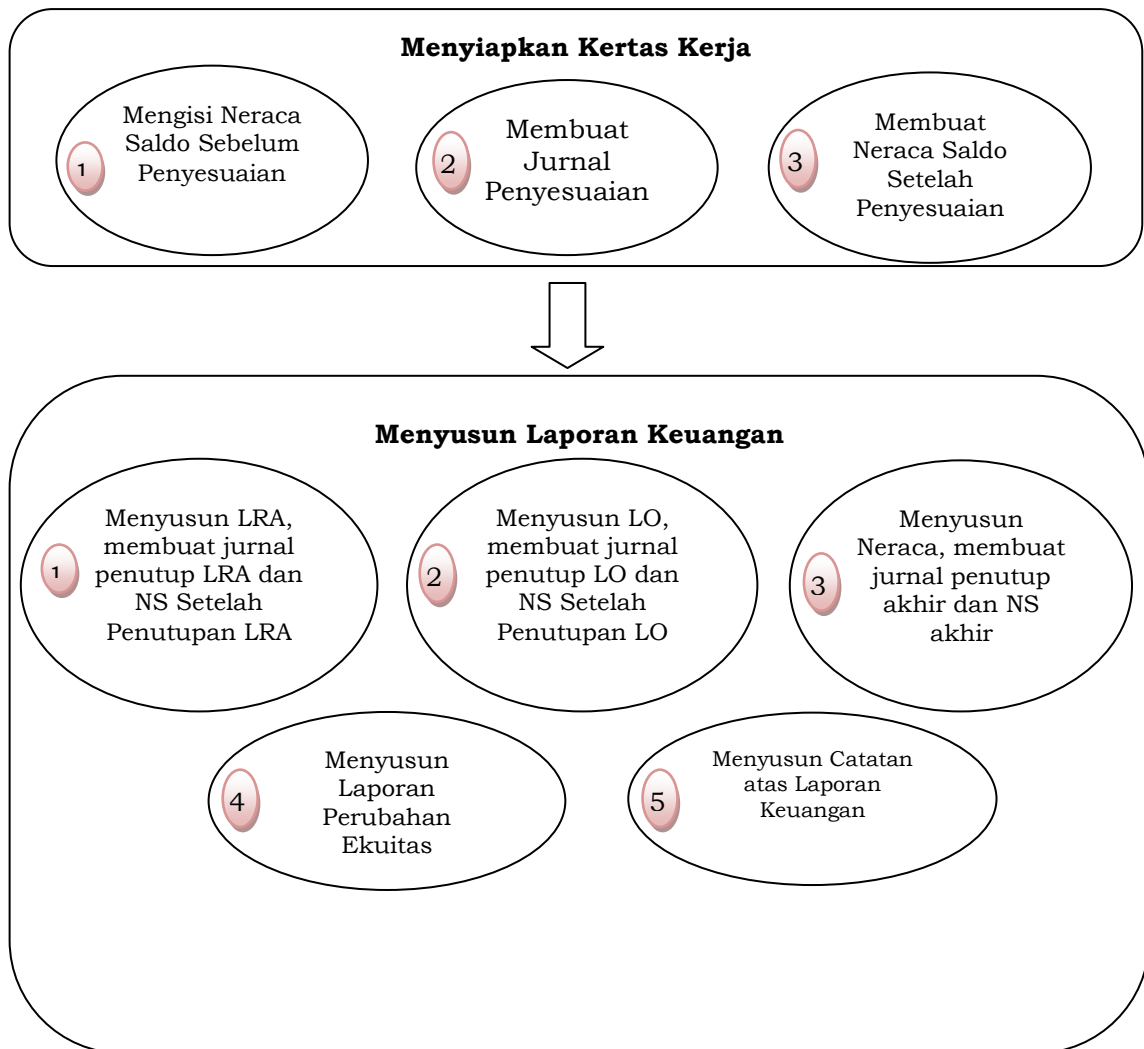 Menyiapkan Kertas Kerja
1
Mengisi Neraca
Saldo Sebelum
Penyesuaian
2
Membuat
Jurnal
Penyesuaian
3
Membuat
Neraca Saldo
Setelah
Penyesuaian
Menyusun Laporan Keuangan
1
Menyusun LRA,
membuat jurnal
penutup LRA dan
NS Setelah
Penutupan LRA
2
Menyusun LO,
membuat jurnal
penutup LO dan
NS Setelah
Penutupan LO
3
Menyusun
Neraca, membuat
jurnal penutup
akhir dan NS
akhir
4
Menyusun
Laporan
Perubahan
Ekuitas
5
Menyusun Catatan
atas Laporan
Keuangan